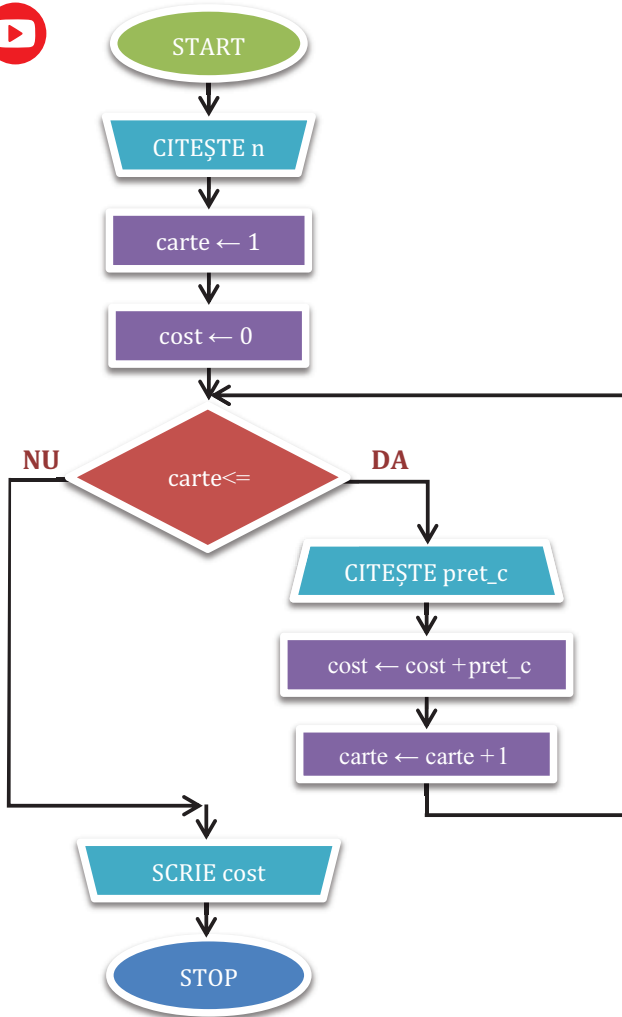 START
CITEȘTE n
carte ← 1
cost ← 0
NU
carte<=
DA
CITEȘTE pret_c
cost ← cost +pret_c
carte ← carte +1
SCRIE cost
STOP